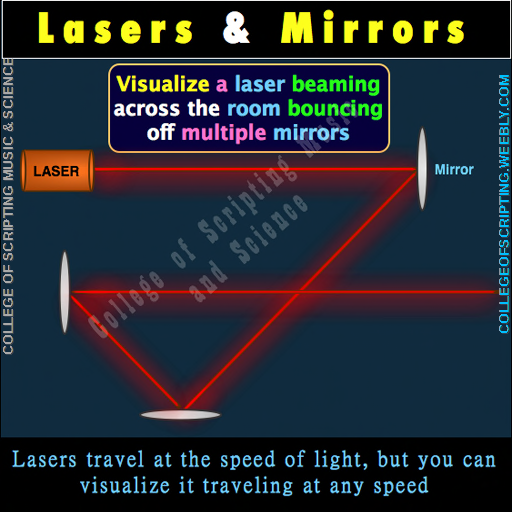 Lasers & Mirrors
Visualize a laser beaming
across the room bouncing
off multiple mirrors
COLLEGE OF SCRIPTING MUSIC & SCIENCE
COLLEGEOFSCRIPTING.WEEBLY.COM
LASER
Mirror
College of Scripting Music
and Science
Lasers travel at the speed of light, but you can
visualize it traveling at any speed